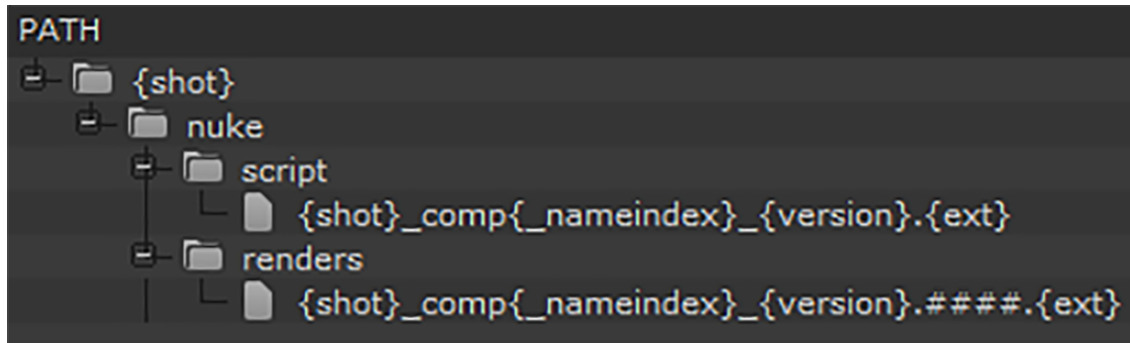 PATH
{shot}
nuke
script
{shot}_comp{_nameindex}_{version}.{ext}
renders
{shot}_comp{_nameindex}_{version}.####.{ext}